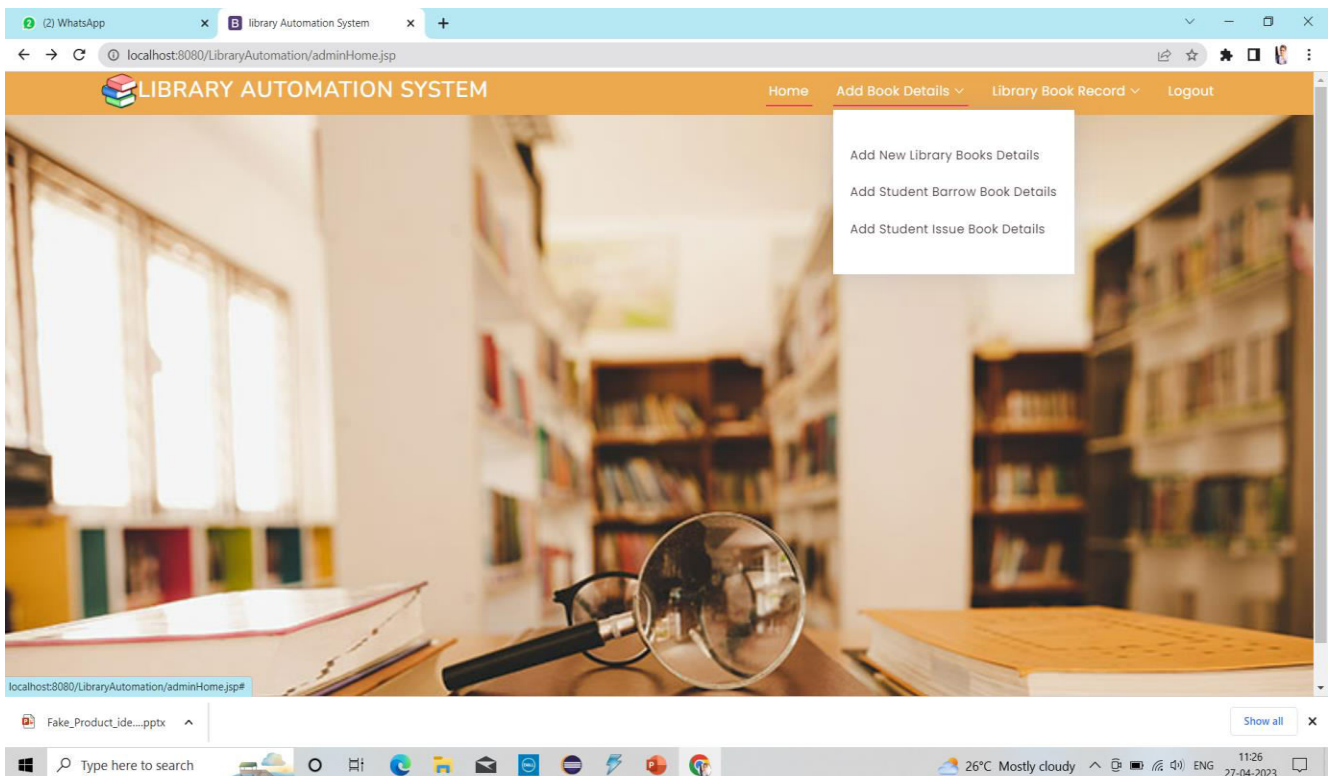 (2) WhatsApp
library Automation System
localhost:8080/LibraryAutomation/adminHome.jsp
LIBRARY AUTOMATION SYSTEM
Home Add Book Details Library Book Record Logout
Add New Library Books Details
Add Student Barrow Book Details
Add Student Issue Book Details
localhost:8080/LibraryAutomation/adminHome.jsp#
Fake_Product_ide....pptx
Show all
Type here to search
26°C Mostly cloudy
ENG
11:26
27-04-2023